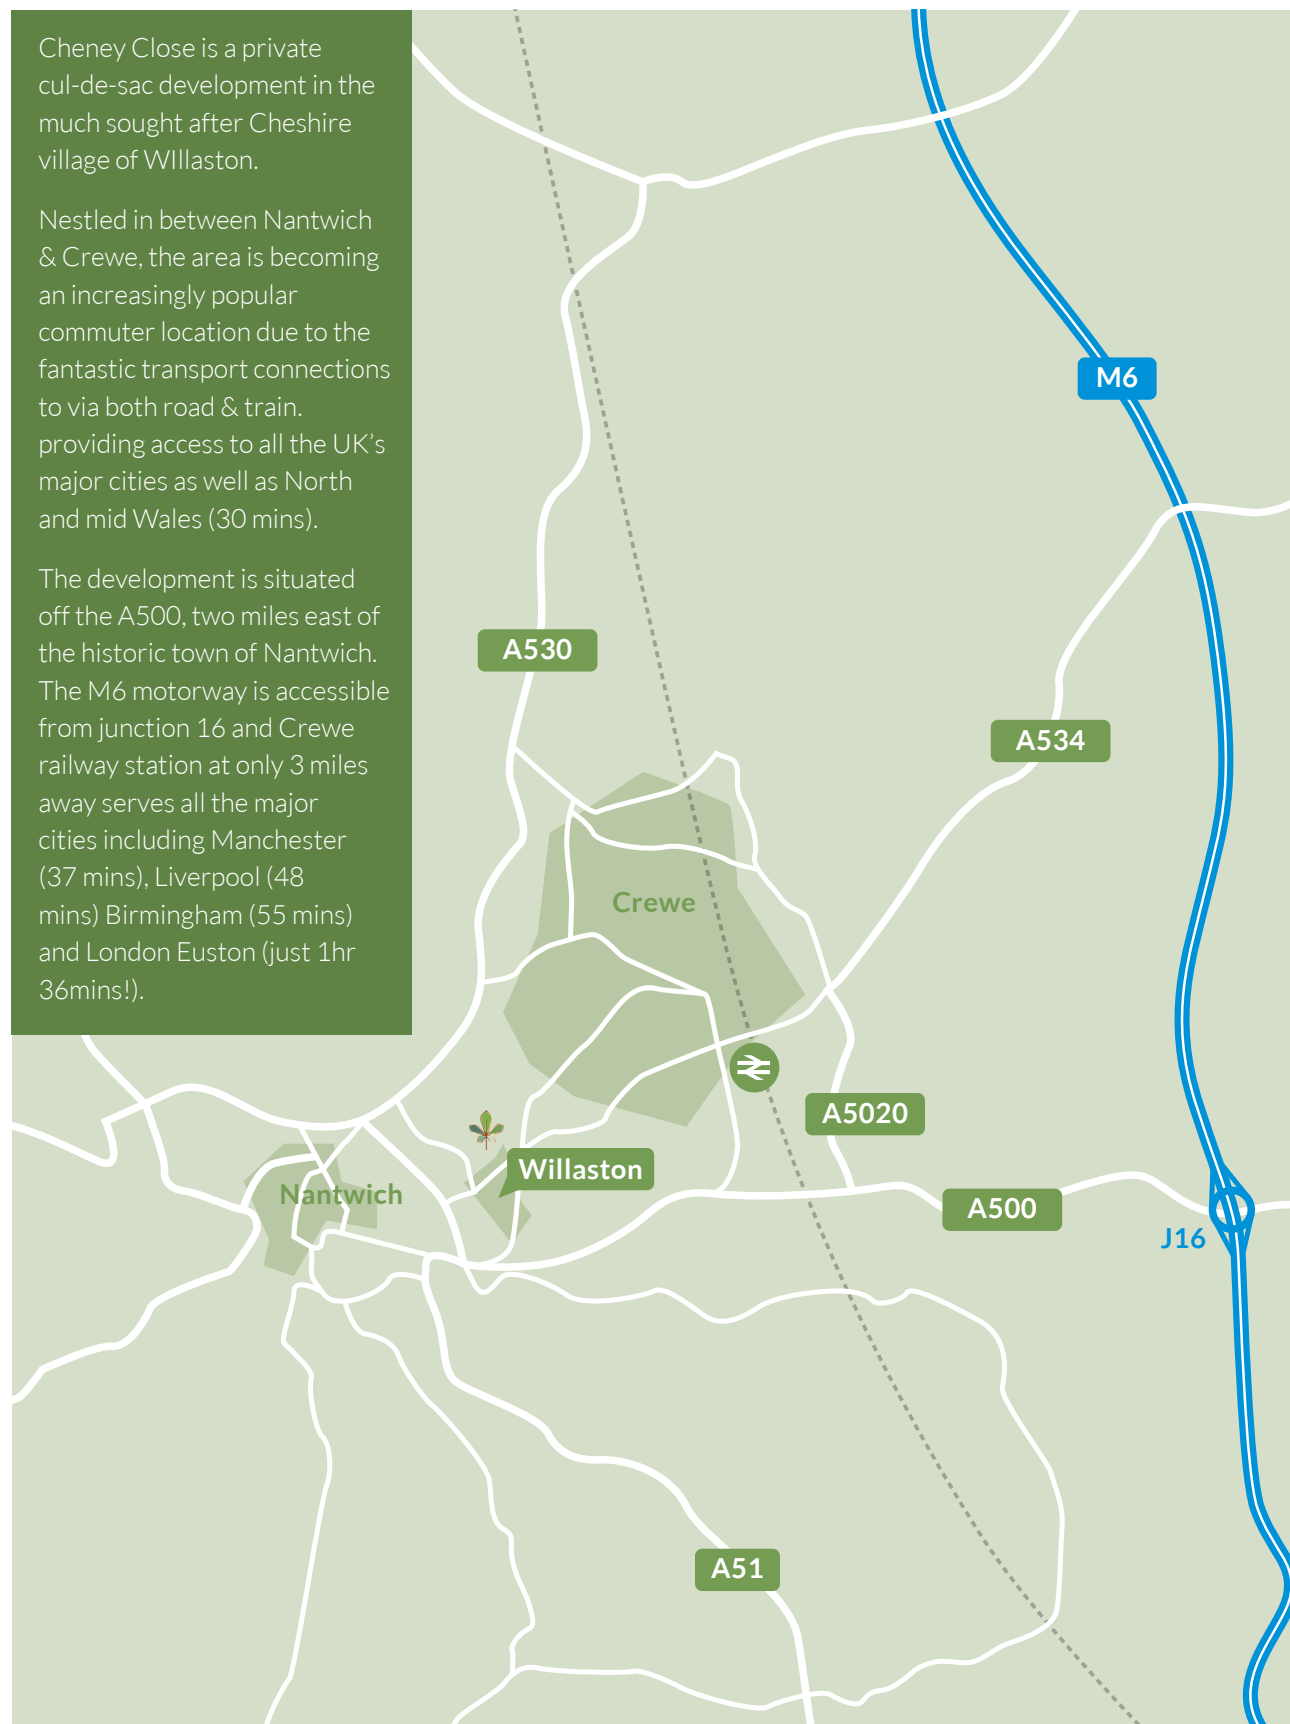 Cheney Close is a private
cul-de-sac development in the
much sought after Cheshire
village of WIllaston.
Nestled in between Nantwich
& Crewe, the area is becoming
an increasingly popular
commuter location due to the
fantastic transport connections
to via both road & train.
providing access to all the UK’s
major cities as well as North
and mid Wales (30 mins).
The development is situated
off the A500, two miles east of
the historic town of Nantwich.
The M6 motorway is accessible
from junction 16 and Crewe
railway station at only 3 miles
away serves all the major
cities including Manchester
(37 mins), Liverpool (48
mins) Birmingham (55 mins)
and London Euston (just 1hr
36mins!).
M6
A530
A534
Crewe
A5020
Willaston
Nantwich
A500
J16
A51